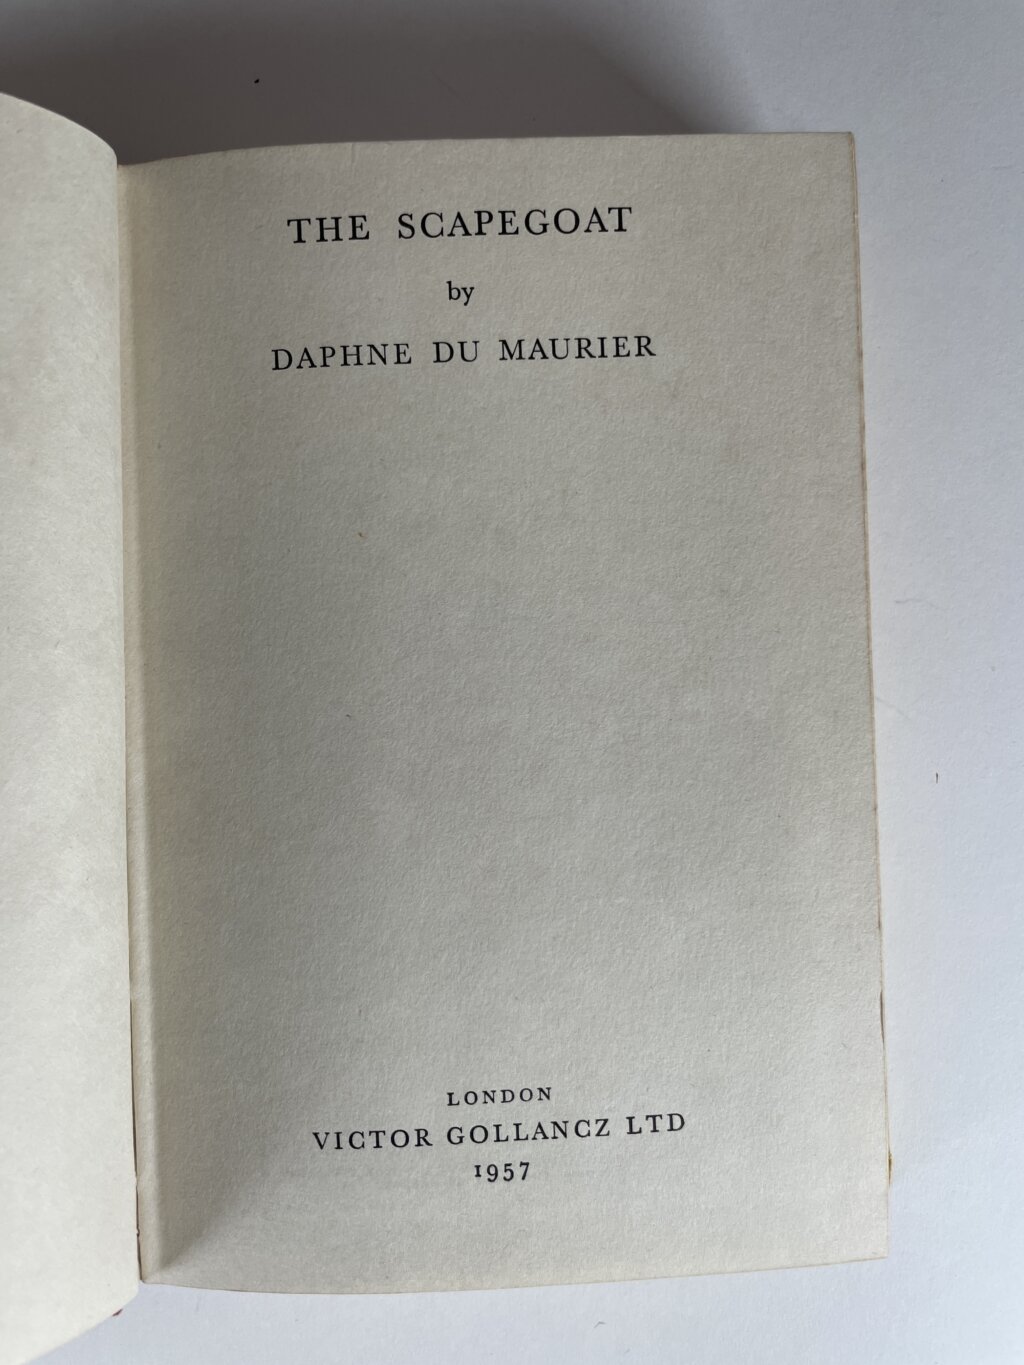 THE SCAPEGOAT
by
DAPHNE DU MAURIER
LONDON
VICTOR GOLLANCZ LTD
1957